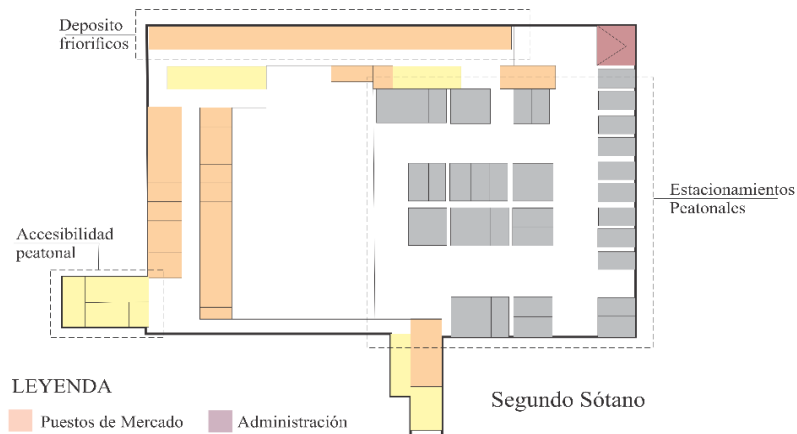 Deposito
friorificos
Estacionamientos
Peatonales
Accesibilidad
peatonal
LEYENDA
Segundo Sótano
Puestos de Mercado
Administración